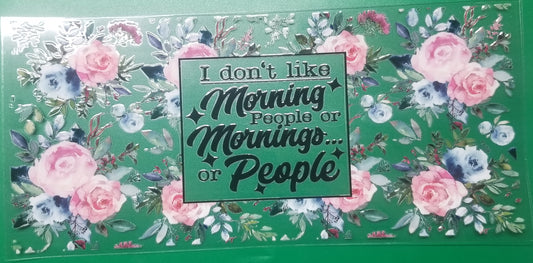 I don't like
Morning
People or
Mornings...
or People